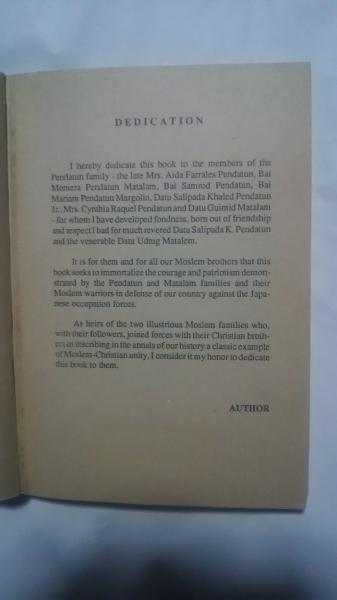 DEDICATION
I hereby dedicate this book to the members of the
Pendatun family - the late Mrs. Aida Farrales Pendatun, Bai
Moniera Pendatun Matalam, Bai Samrod Pendatun, Bai
Mariam Pendatun Margolin, Datu Salipada Khaled Pendatun
Jr., Mrs. Cynthia Raquel Pendatun and Datu Guimid Matalam
- for whom I have developed fondness, born out of friendship
and respect I had for much revered Datu Salipada K. Pendatun
and the venerable Datu Udtug Matalam.
It is for them and for all our Moslem brothers that this
book seeks to immortalize the courage and patriotism demon-
strated by the Pendatun and Matalam families and their
Moslem warriors in defense of our country against the Japa-
nese occupation forces.
As heirs of the two illustrious Moslem families who,
with their followers, joined forces with their Christian broth-
ers in inscribing in the annals of our history a classic example
of Moslem-Christian unity, I consider it my honor to dedicate
this book to them.
AUTHOR